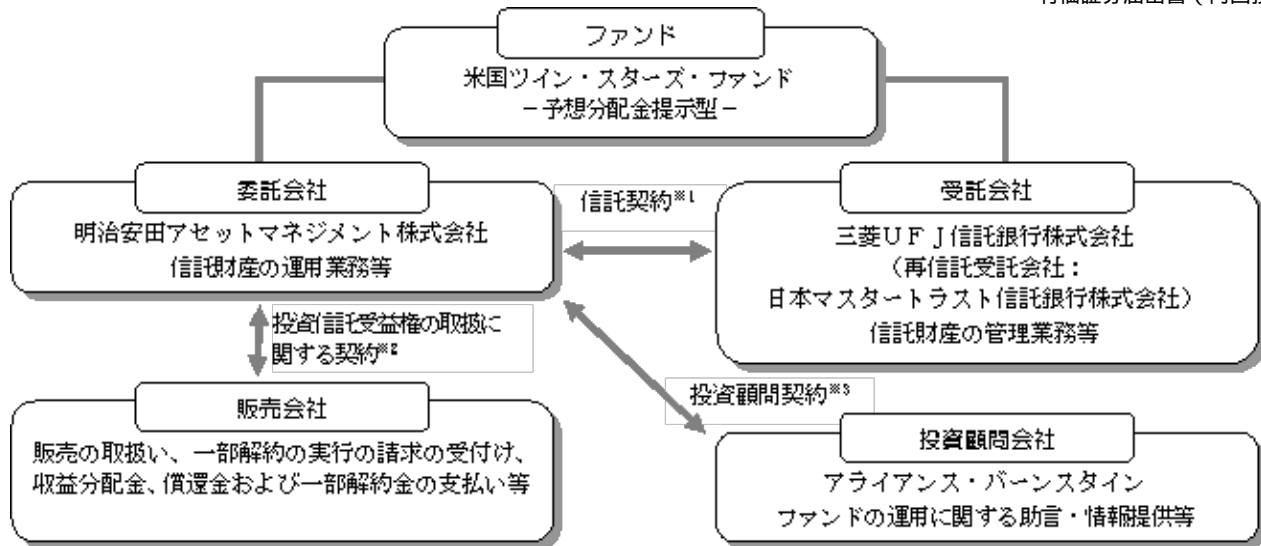 有価証券届出書（内国投
ファンド
米国ツイン・スターズ・ファンド
－予想分配金提示型－
委託会社
明治安田アセットマネジメント株式会社
信託財産の運用業務等
信託契約※1
受託会社
三菱ＵＦＪ信託銀行株式会社
（再信託受託会社：
日本マスタートラスト信託銀行株式会社）
信託財産の管理業務等
投資信託受益権の取扱に
関する契約※2
投資顧問契約※3
販売会社
販売の取扱い、一部解約の実行の請求の受付け、
収益分配金、償還金および一部解約金の支払い等
投資顧問会社
アライアンス・バーンスタイン
ファンドの運用に関する助言・情報提供等